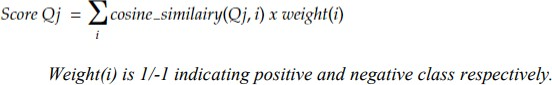 Score Qj = ∑ cosine_similairy(Qj, i) x weight(i)
i
Weight(i) is 1/-1 indicating positive and negative class respectively.